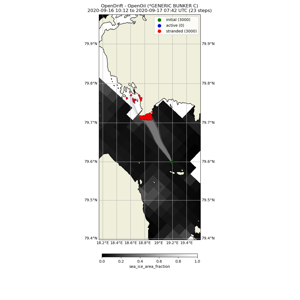 OpenDrift - OpenOil (*GENERIC BUNKER C)
2020-09-16 10:12 to 2020-09-17 07:42 UTC (23 steps)
initial (3000)
active (0)
stranded (3000)
79.9°N
79.8°N
79.7°N
79.6°N
79.5°N
79.4°N
79.9°N
79.8°N
79.7°N
79.6°N
79.5°N
79.4°N
18.2°E 18.4°E 18.6°E 18.8°E 19°E 19.2°E 19.4°E
0.0 0.2 0.4 0.6 0.8 1.0
sea_ice_area_fraction